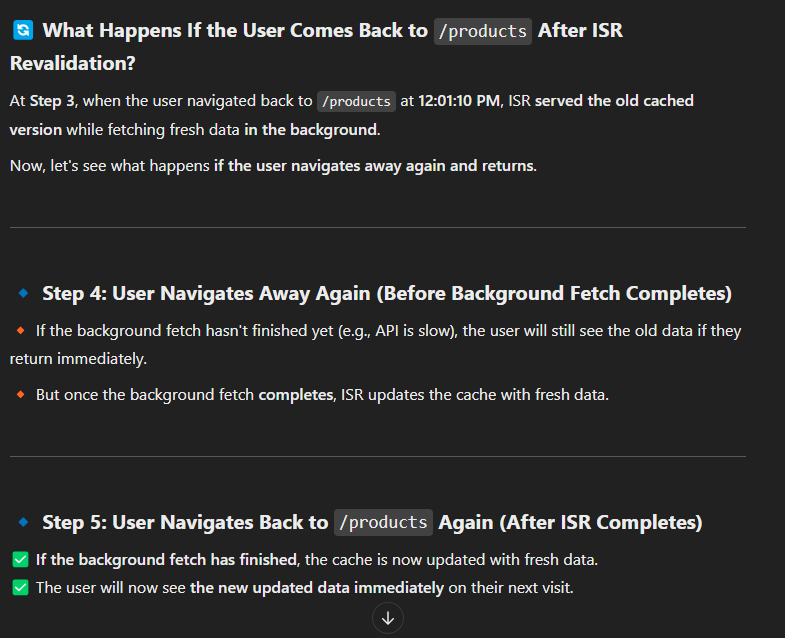 🔄 What Happens If the User Comes Back to /products After ISR
Revalidation?
At Step 3, when the user navigated back to /products at 12:01:10 PM, ISR served the old cached
version while fetching fresh data in the background.
Now, let's see what happens if the user navigates away again and returns.
🔹 Step 4: User Navigates Away Again (Before Background Fetch Completes)
🔸 If the background fetch hasn't finished yet (e.g., API is slow), the user will still see the old data if they
return immediately.
🔸 But once the background fetch completes, ISR updates the cache with fresh data.
🔹 Step 5: User Navigates Back to /products Again (After ISR Completes)
✅ If the background fetch has finished, the cache is now updated with fresh data.
✅ The user will now see the new updated data immediately on their next visit.